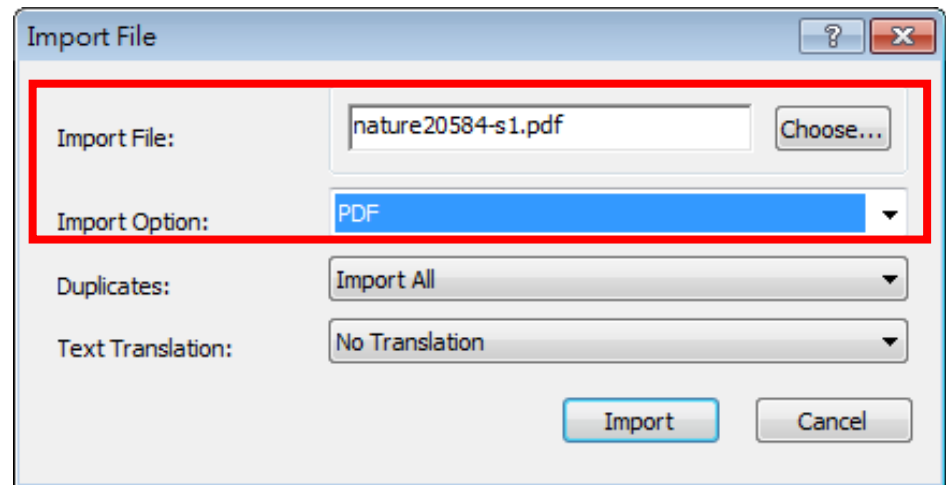 Import File
Import File:
nature20584-s1.pdf
Choose...
Import Option:
PDF
Duplicates:
Import All
Text Translation:
No Translation
Import
Cancel